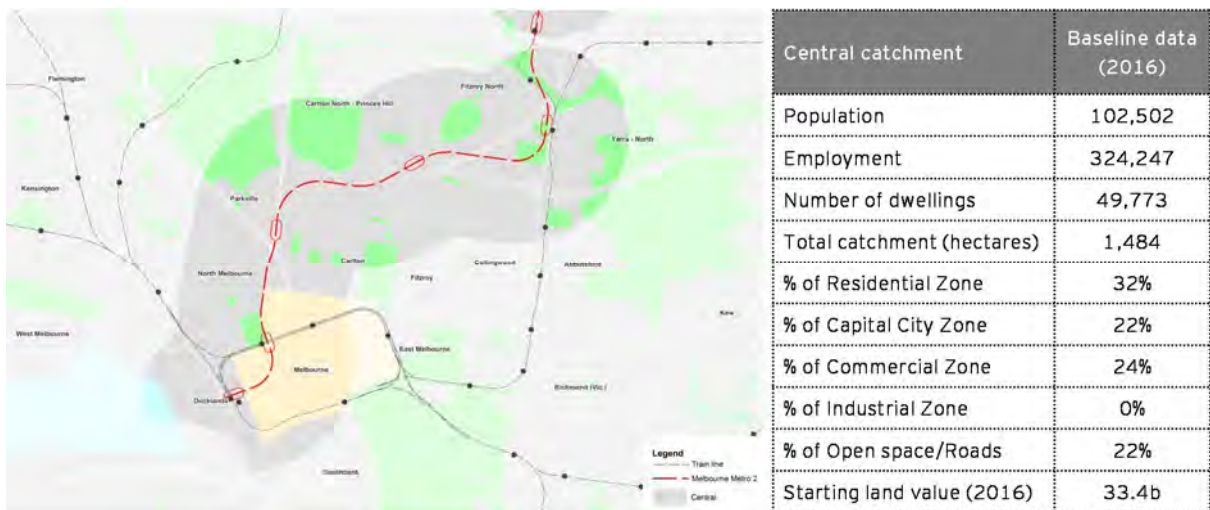 Flemington
Fitzroy North
Carlton North - Princes Hill
Yarra - North
Kensington
Parkville
Carlton
Collingwood
Abbotsford
North Melbourne
Fitzroy
Kew
West Melbourne
East Melbourne
Melbourne
Richmond (Vic.)
Docklands
Southbank
Legend
Train line
Melbourne Metro 2
Central
Central catchment Baseline data (2016)
Population 102,502
Employment 324,247
Number of dwellings 49,773
Total catchment (hectares) 1,484
% of Residential Zone 32%
% of Capital City Zone 22%
% of Commercial Zone 24%
% of Industrial Zone 0%
% of Open space/Roads 22%
Starting land value (2016) 33.4b